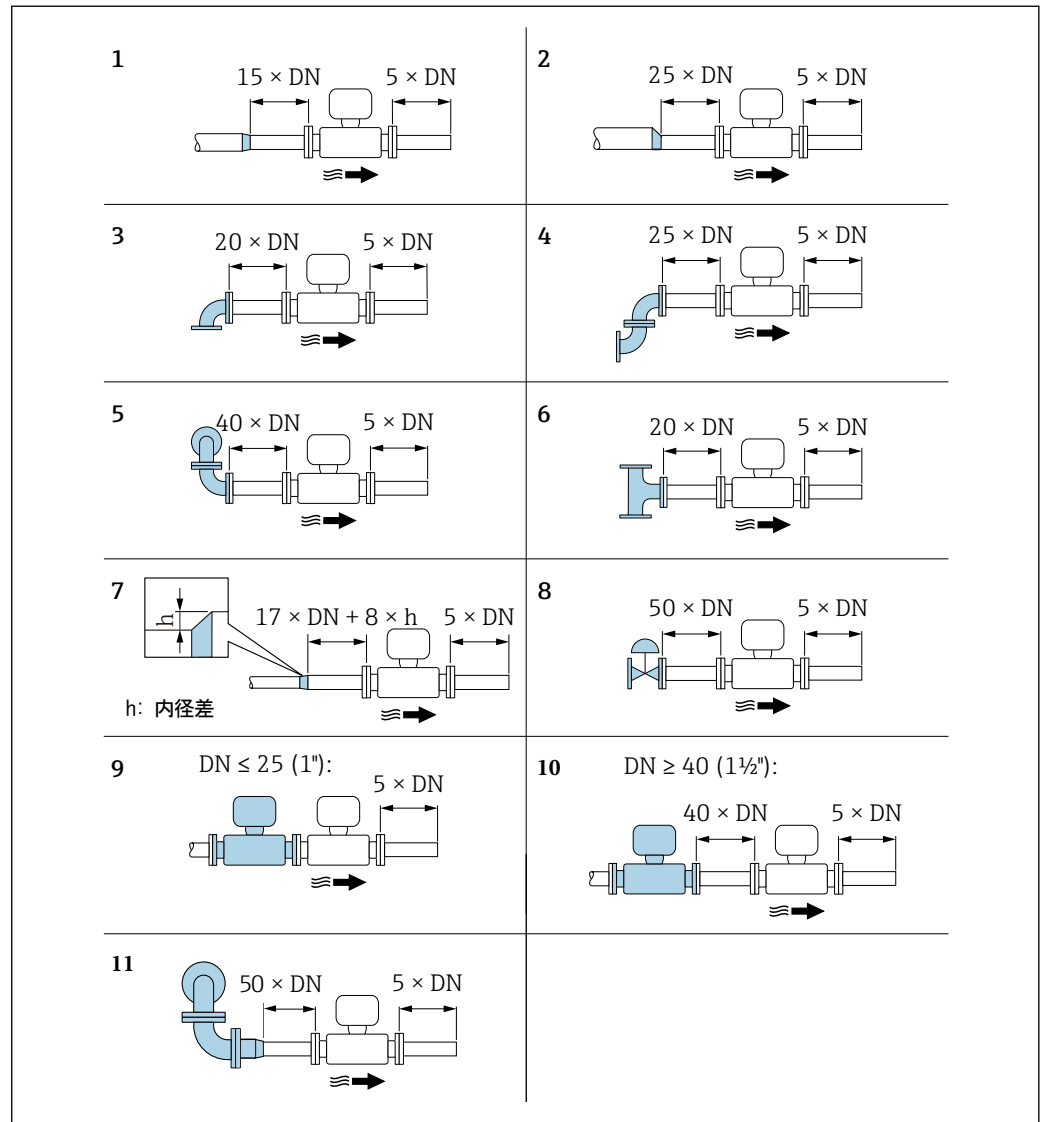 1
15 × DN
5 × DN
2
25 × DN
5 × DN
3
20 × DN
5 × DN
4
25 × DN
5 × DN
5
40 × DN
5 × DN
6
20 × DN
5 × DN
7
h
17 × DN + 8 × h
5 × DN
h: 内径差
8
50 × DN
5 × DN
9
DN ≤ 25 (1"):
5 × DN
10
DN ≥ 40 (1½"):
40 × DN
5 × DN
11
50 × DN
5 × DN